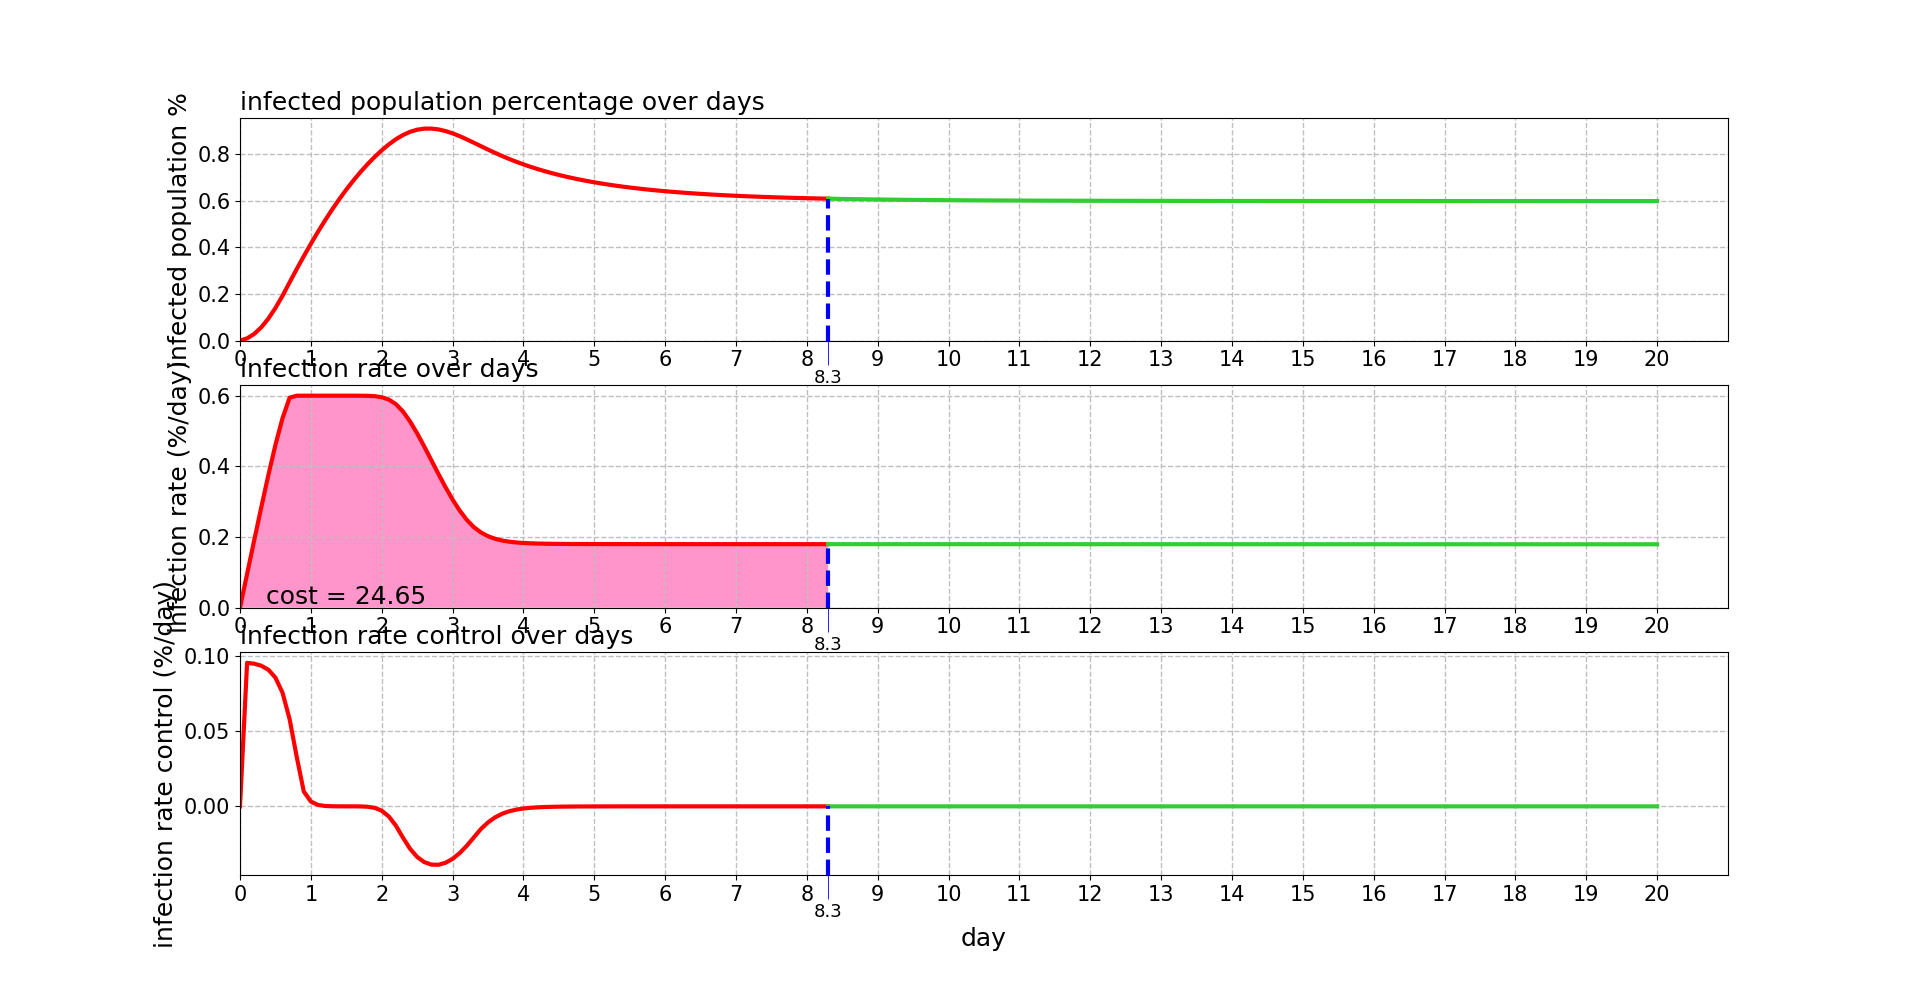 infected population percentage over days
Infected population %
0.8
0.6
0.4
0.2
0.0
0 1 2 3 4 5 6 7 8 9 10 11 12 13 14 15 16 17 18 19 20
8.3
Infection rate over days
Infection rate (%/day)
0.6
0.4
0.2
0.0
cost = 24.65
0 1 2 3 4 5 6 7 8 9 10 11 12 13 14 15 16 17 18 19 20
8.3
Infection rate control over days
infection rate control (%/day)
0.10
0.05
0.00
0 1 2 3 4 5 6 7 8 9 10 11 12 13 14 15 16 17 18 19 20
8.3
day